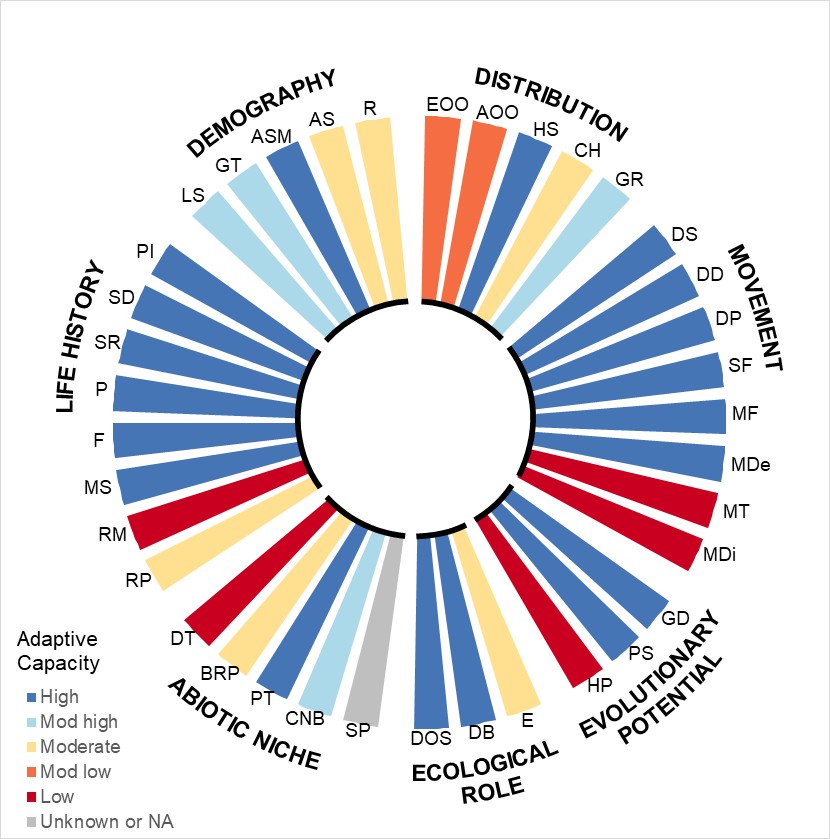 DISTRIBUTION
EOO
AOO
HS
CH
GR
MOVEMENT
DS
DD
DP
SF
MF
MDe
MT
MDi
EVOLUTIONARY
POTENTIAL
GD
PS
HP
ECOLOGICAL
ROLE
E
DB
DOS
ABIOTIC NICHE
SP
CNB
PT
BRP
DT
LIFE HISTORY
RP
RM
MS
F
P
SR
SD
PI
DEMOGRAPHY
LS
GT
ASM
AS
R
Adaptive
Capacity
High
Mod high
Moderate
Mod low
Low
Unknown or NA